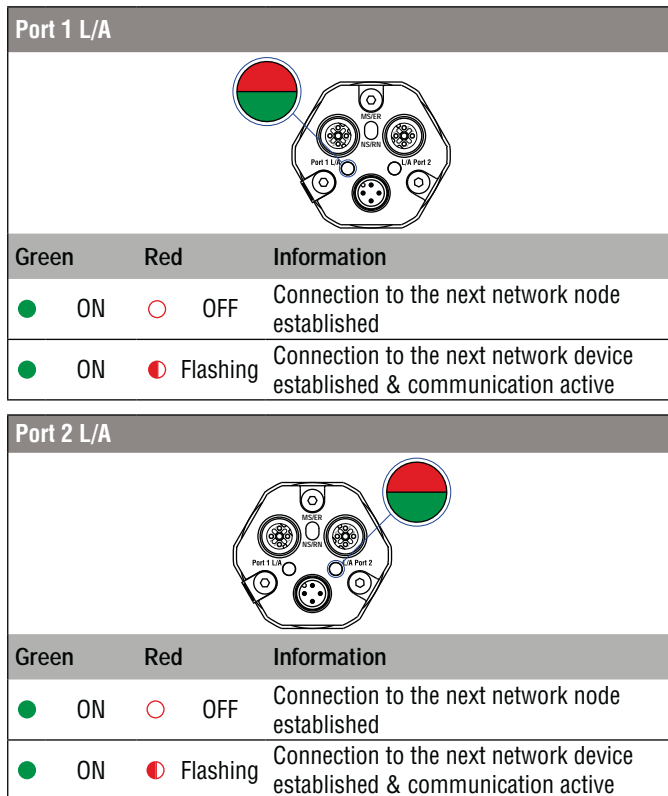 Port 1 L/A
MS/ER
NS/RN
Port 1 L/A
L/A Port 2
Green Red Information
ON OFF Connection to the next network node
established
ON Flashing Connection to the next network device
established & communication active
Port 2 L/A
MS/ER
NS/RN
Port 1 L/A
L/A Port 2
Green Red Information
ON OFF Connection to the next network node
established
ON Flashing Connection to the next network device
established & communication active